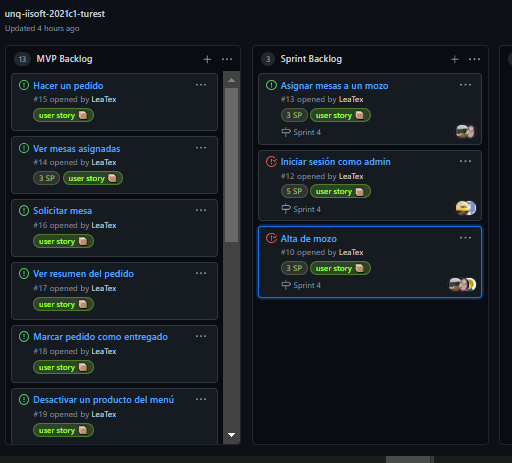 unq-iisoft-2021c1-turest
Updated 4 hours ago
13 MVP Backlog
Hacer un pedido
#15 opened by LeaTex
user story
Ver mesas asignadas
#14 opened by LeaTex
3 SP user story
Solicitar mesa
#16 opened by LeaTex
user story
Ver resumen del pedido
#17 opened by LeaTex
user story
Marcar pedido como entregado
#18 opened by LeaTex
user story
Desactivar un producto del menú
#19 opened by LeaTex
user story
3 Sprint Backlog
Asignar mesas a un mozo
#13 opened by LeaTex
3 SP user story
Sprint 4
Iniciar sesión como admin
#12 opened by LeaTex
5 SP user story
Sprint 4
Alta de mozo
#10 opened by LeaTex
3 SP user story
Sprint 4